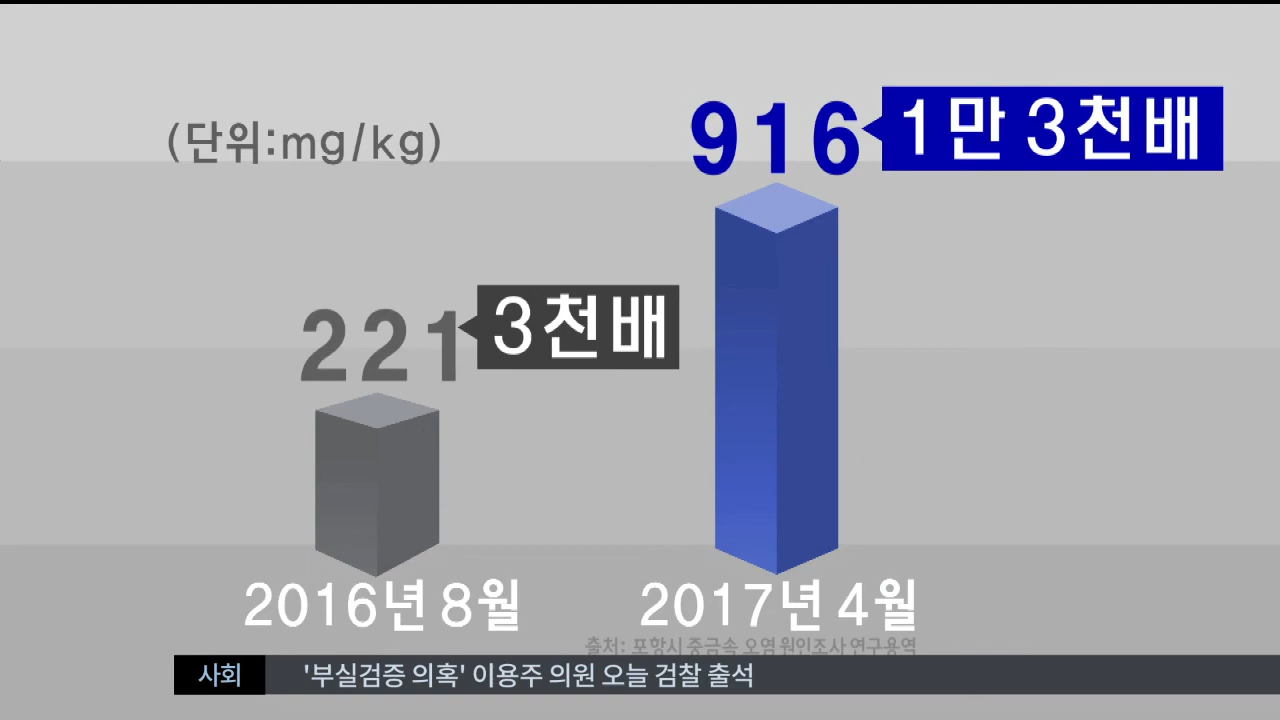 (단위:mg/kg)
916
1만 3천배
221
3천배
2016년 8월
2017년 4월
출처: 포항시 중금속 오염 원인조사 연구용역
사회
'부실검증 의혹' 이용주 의원 오늘 검찰 출석